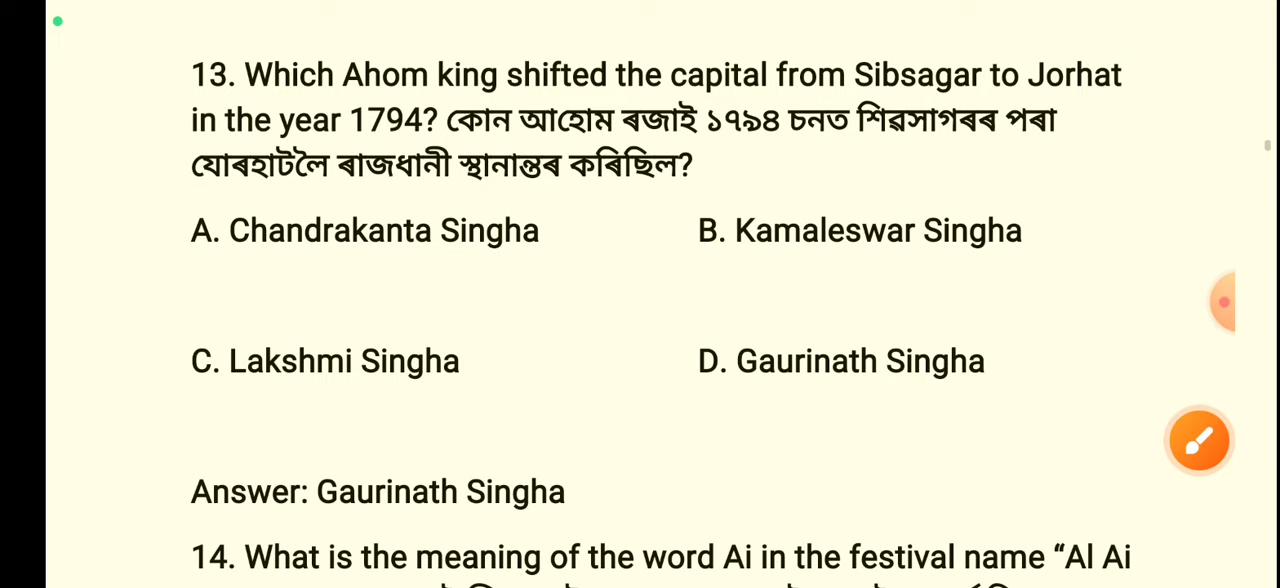 13. Which Ahom king shifted the capital from Sibsagar to Jorhat
in the year 1794? কোন আহোম ৰজাই ১৭৯৪ চনত শিৱসাগৰৰ পৰা
যোৰহাটলৈ ৰাজধানী স্থানান্তৰ কৰিছিল?
A. Chandrakanta Singha B. Kamaleswar Singha
C. Lakshmi Singha D. Gaurinath Singha
Answer: Gaurinath Singha
14. What is the meaning of the word Ai in the festival name “Al Ai